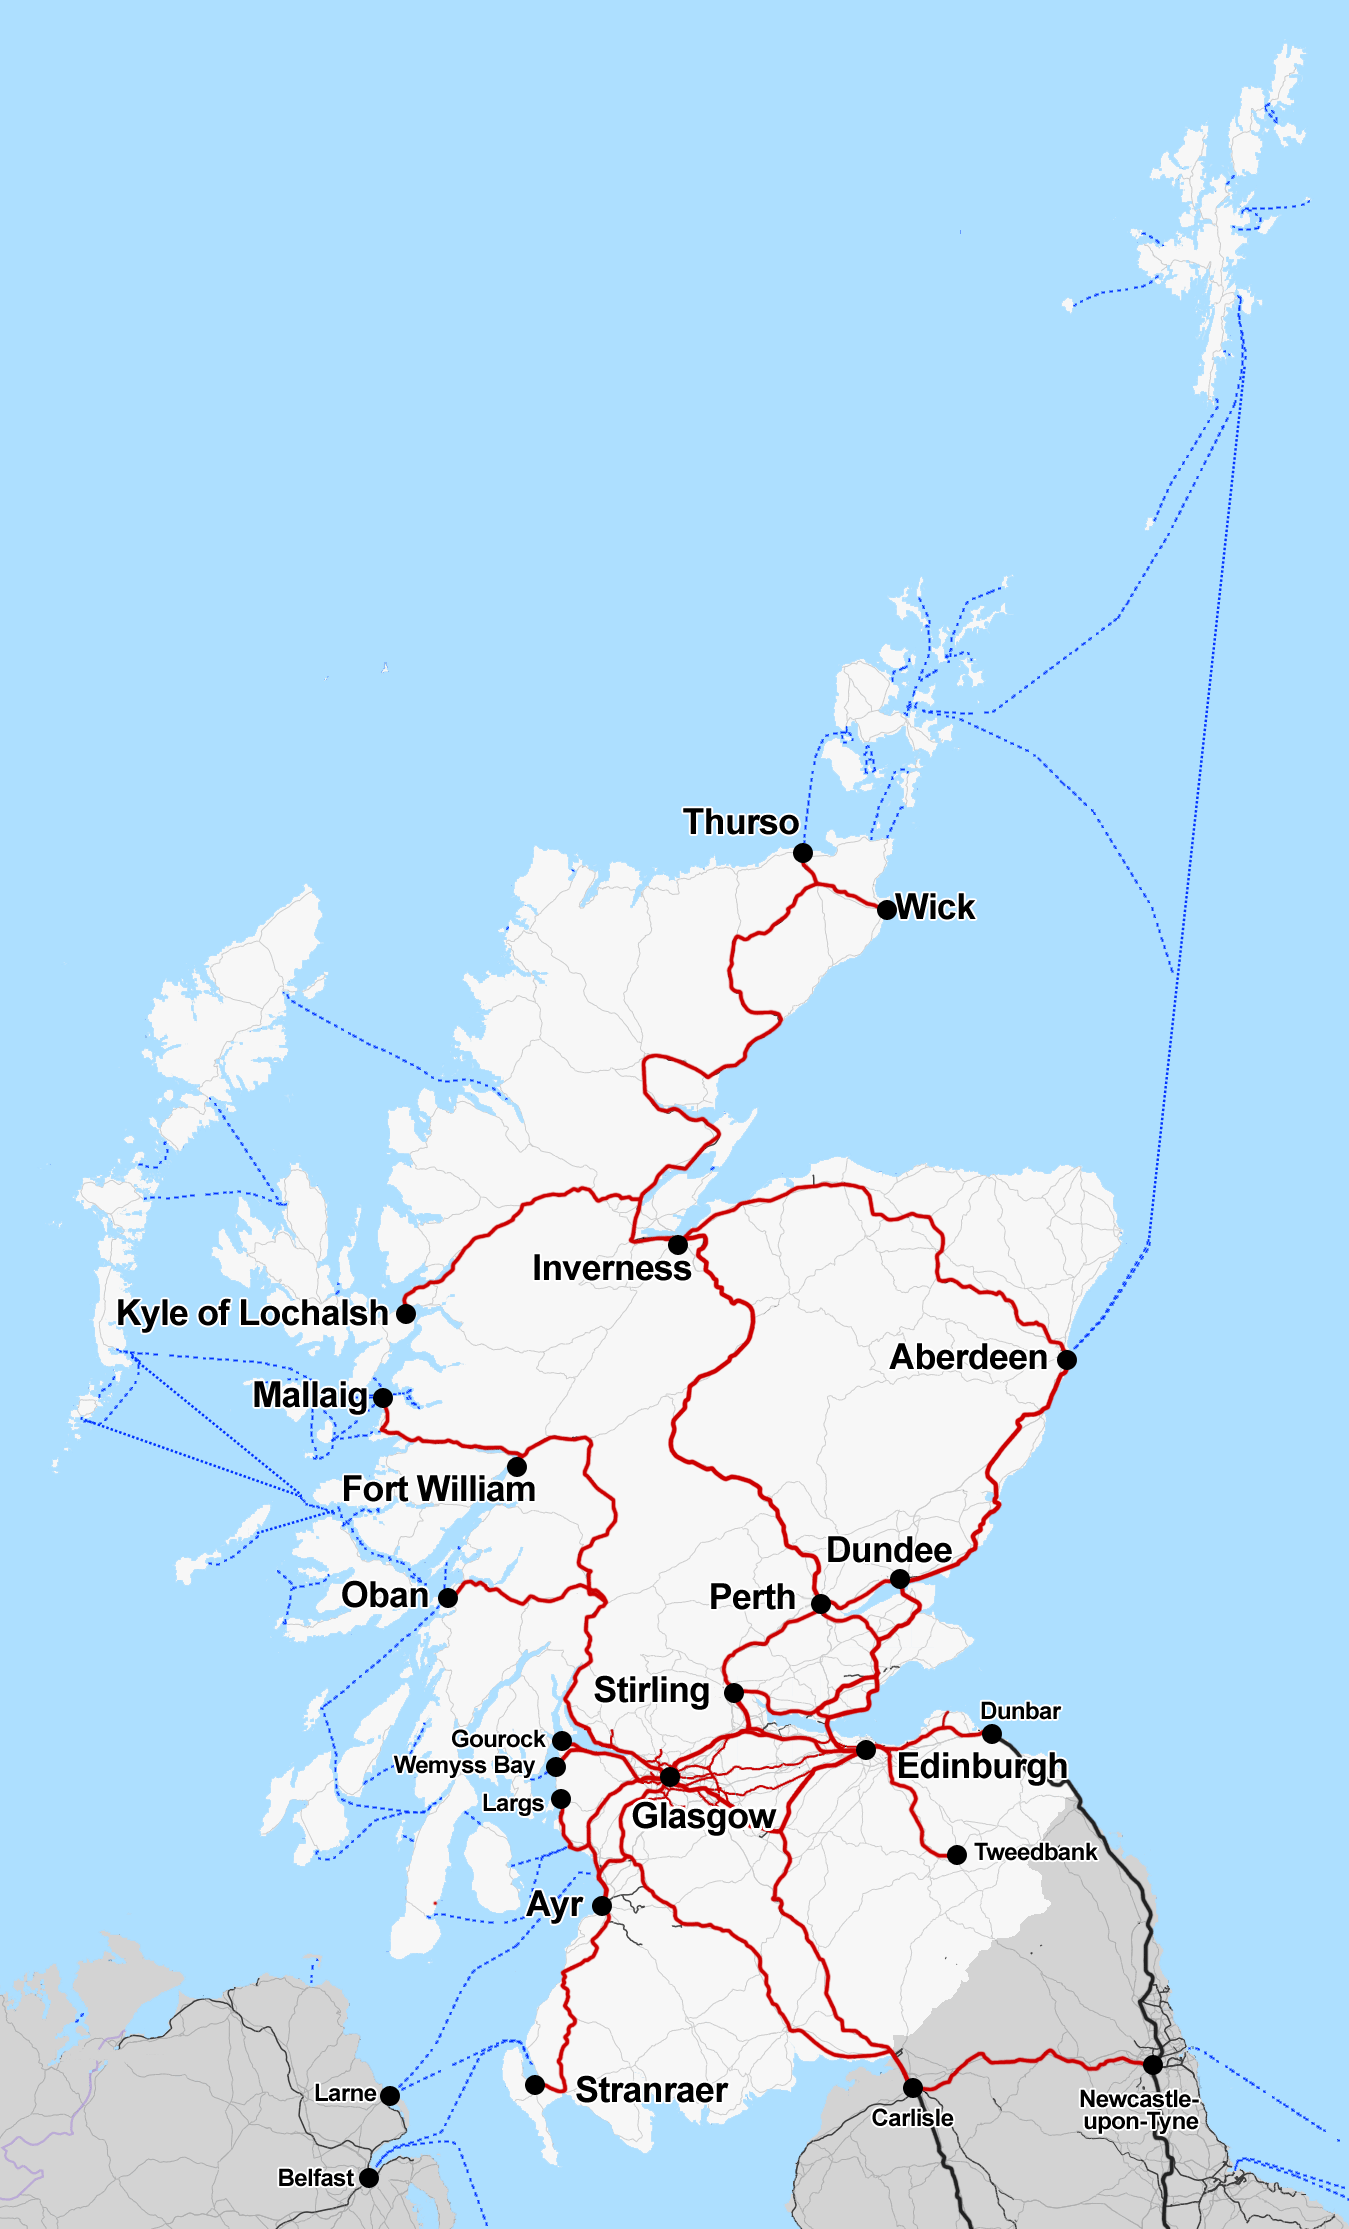 Thurso
Wick
Inverness
Kyle of Lochalsh
Aberdeen
Mallaig
Fort William
Dundee
Oban
Perth
Stirling
Dunbar
Gourock
Wemyss Bay
Edinburgh
Largs
Glasgow
Tweedbank
Ayr
Stranraer
Larne
Carlisle
Newcastle-
upon-Tyne
Belfast